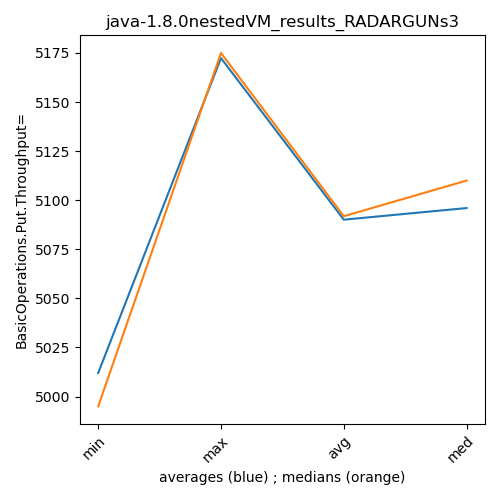 java-1.8.0nestedVM_results_RADARGUNs3
BasicOperations.Put.Throughput=
5175
5150
5125
5100
5075
5050
5025
5000
min
max
avg
med
averages (blue) ; medians (orange)